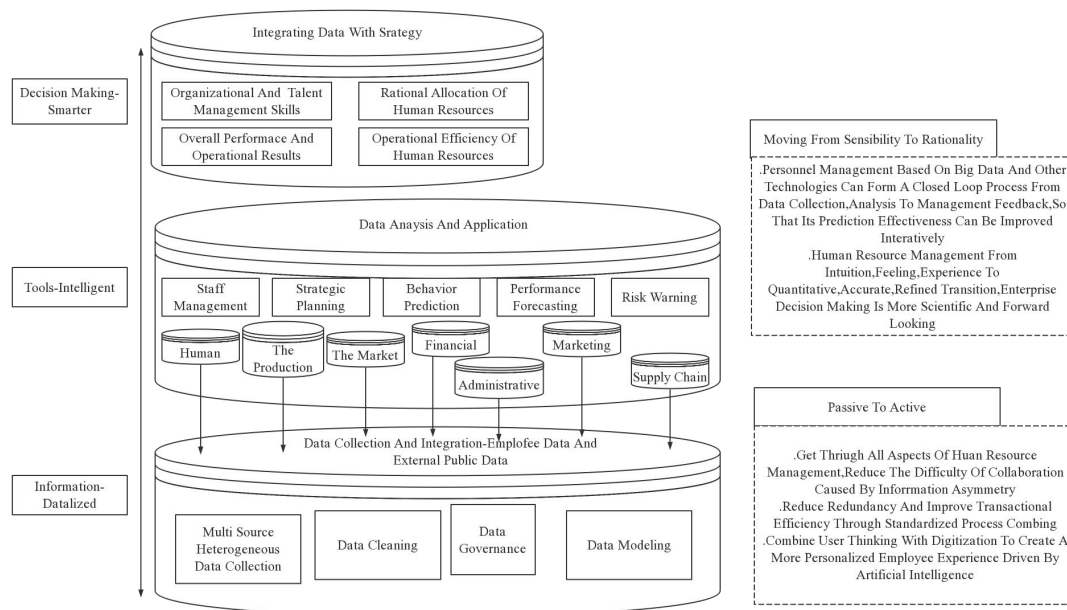 Integrating Data With Srategy
Decision Making-
Smarter
Organizational And Talent
Management Skills
Rational Allocation Of
Human Resources
Overall Performace And
Operational Results
Operational Efficiency Of
Human Resources
Data Anaysis And Application
Tools-Intelligent
Staff
Management
Strategic
Planning
Behavior
Prediction
Performance
Forecasting
Risk Warning
Human
The
Production
The Market
Financial
Administrative
Marketing
Supply Chain
Data Collection And Integration-Emplofee Data And
External Public Data
Information-
Datalized
Multi Source
Heterogeneous
Data Collection
Data Cleaning
Data
Governance
Data Modeling
Moving From Sensibility To Rationality
.Personnel Management Based On Big Data And Other
Technologies Can Form A Closed Loop Process From
Data Collection,Analysis To Management Feedback,So
That Its Prediction Effectiveness Can Be Improved
Interatively
.Human Resource Management From
Intuition,Feeling,Experience To
Quantitative,Accurate,Refined Transition,Enterprise
Decision Making Is More Scientific And Forward
Looking
Passive To Active
.Get Thriugh All Aspects Of Huan Resource
Management,Reduce The Difficulty Of Collaboration
Caused By Inforrmation Asymmetry
.Reduce Redundancy And Improve Transactional
Efficiency Through Standardized Process Combing
.Combine User Thinking With Digitization To Create A
More Personalized Employee Experience Driven By
Artificial Intelligence